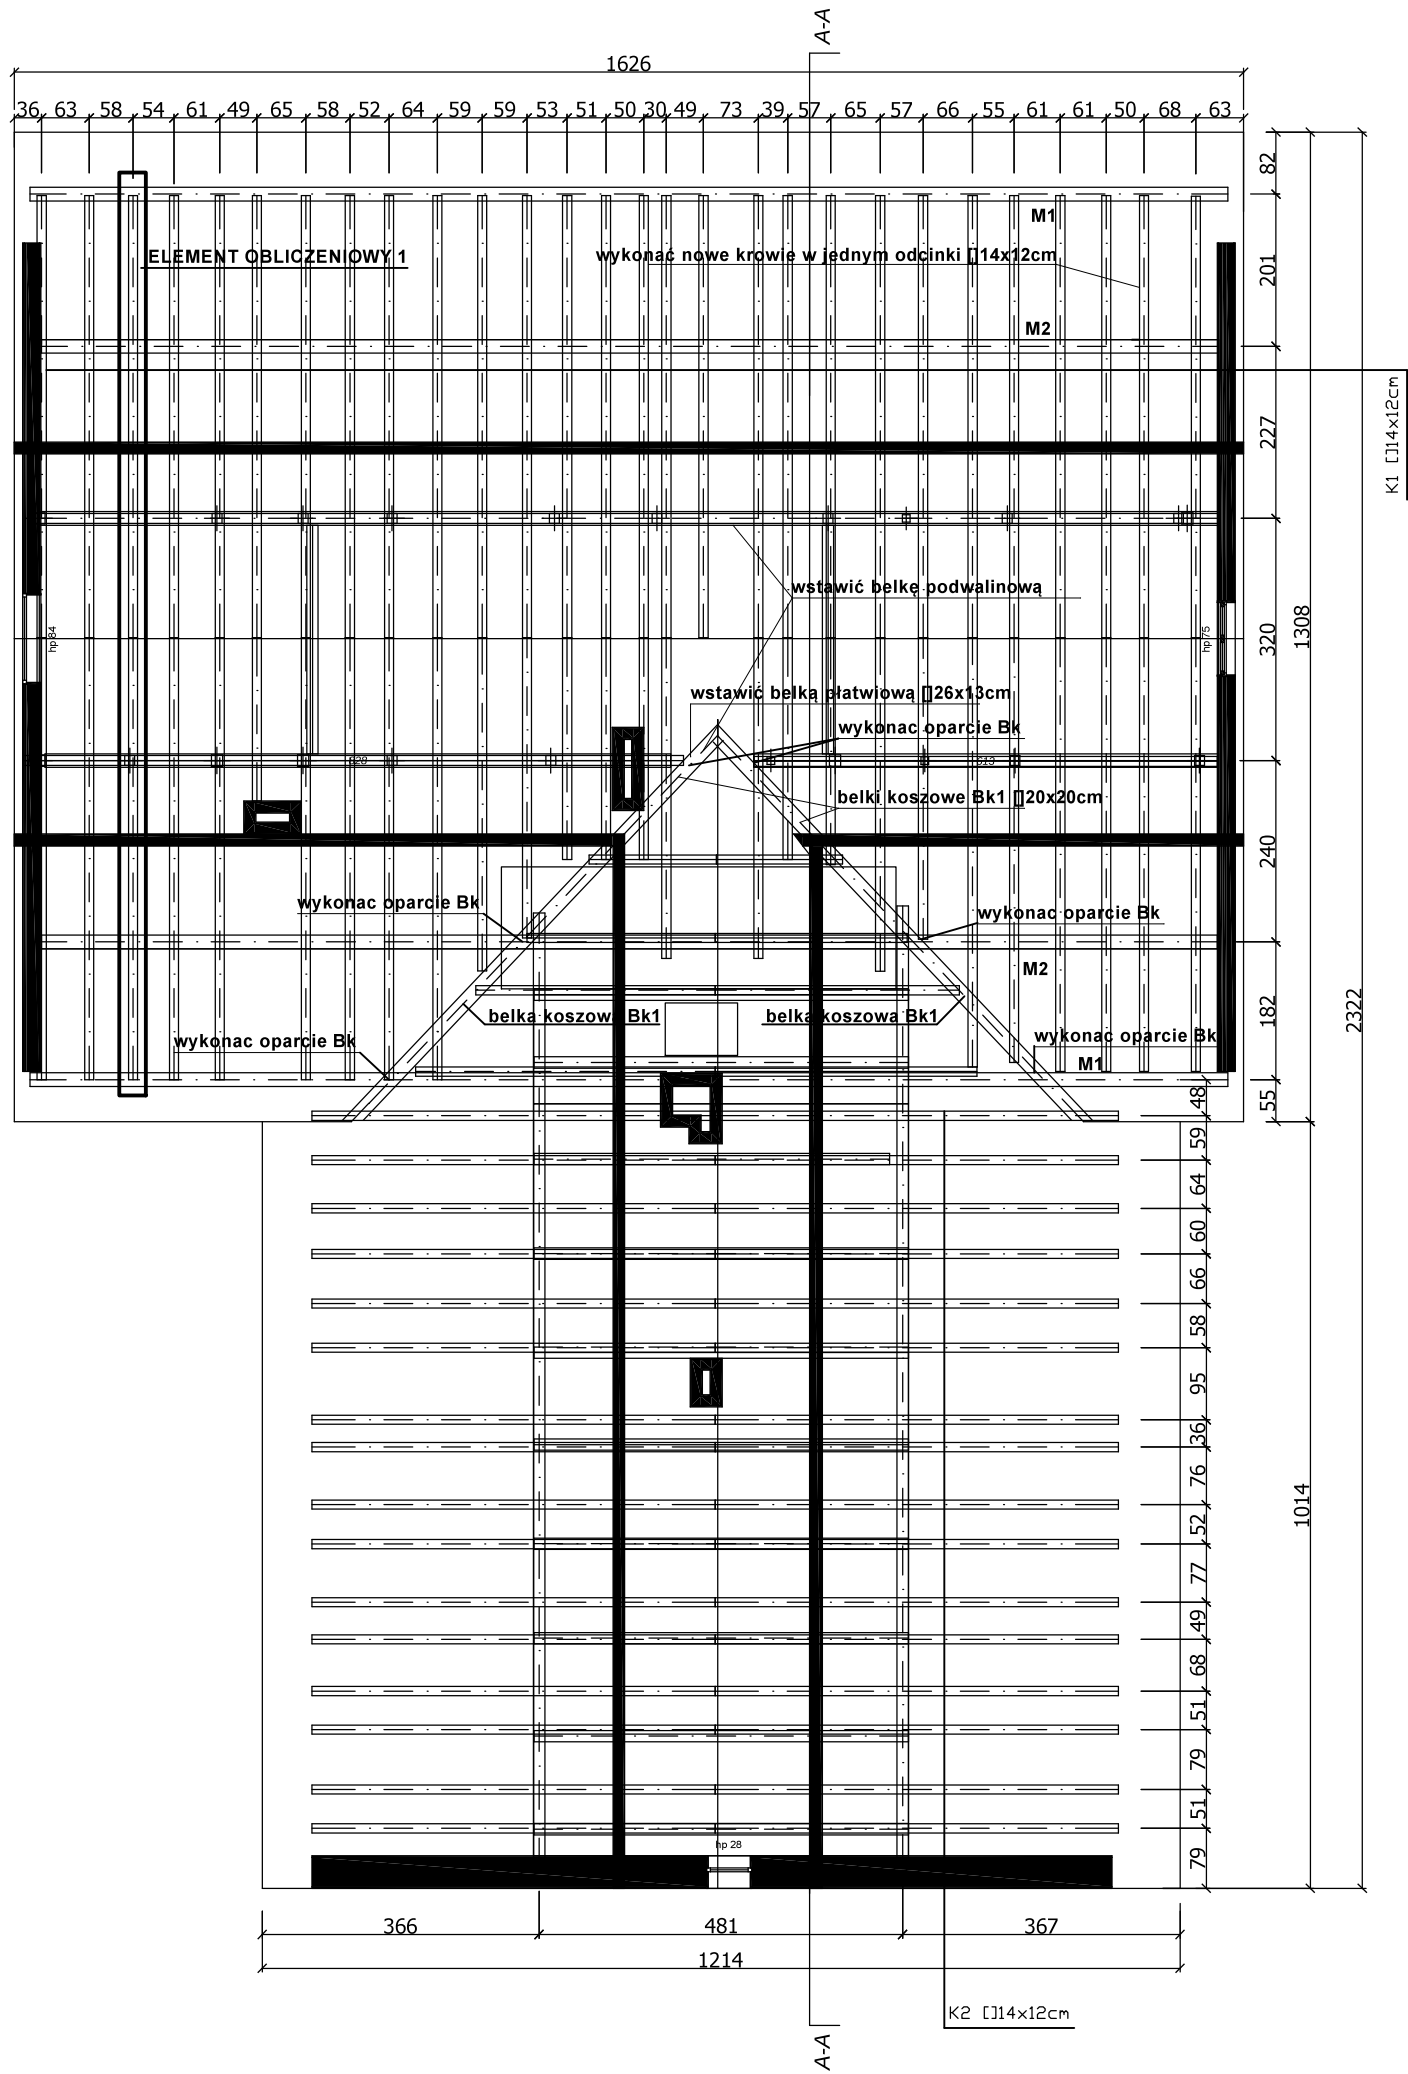 A-A
1626
36 63 58 54 61 49 65 58 52 64 59 59 53 51 50 30 49 73 39 57 65 57 66 55 61 61 50 68 63
82
M1
ELEMENT OBLICZENIOWY 1
wykonać nowe krowie w jednym odcinki []14x12cm
201
M2
K1 []14x12cm
227
wstawić belkę podwalinową
hp 84
hp 75
320
1308
wstawić belką płatwiową []26x13cm
wykonac oparcie Bk
belki koszowe Bk1 []20x20cm
240
wykonac oparcie Bk
wykonac oparcie Bk
M2
belka koszowa Bk1
belka koszowa Bk1
182
2322
wykonac oparcie Bk
wykonac oparcie Bk
M1
55
48
59
64
60
66
58
95
36
76
52
1014
77
49
68
51
79
51
79
hp 28
366 481 367
1214
K2 []14x12cm
A-A